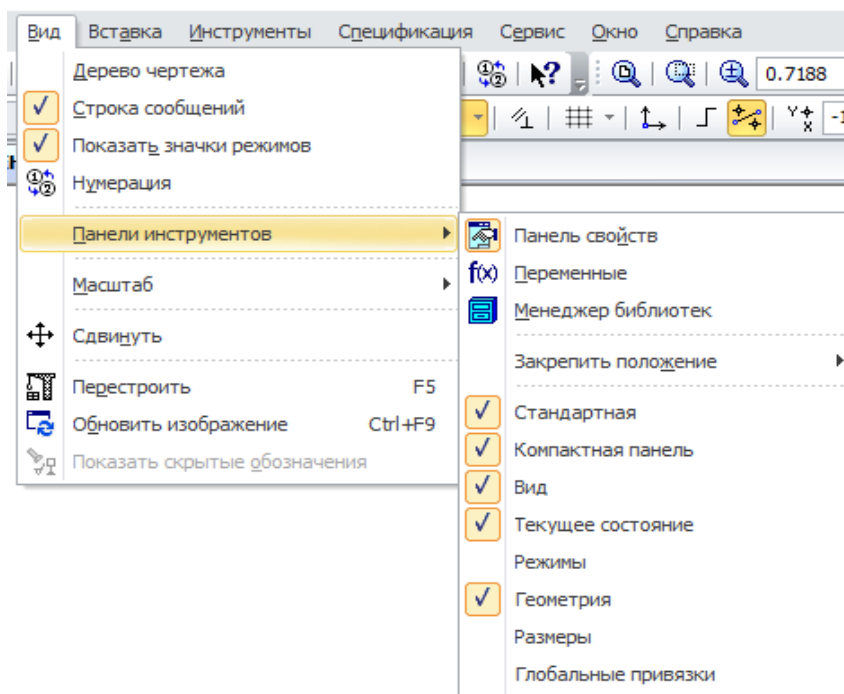 Вид Вставка Инструменты Спецификация Сервис Окно Справка
0.7188
Дерево чертежа
Строка сообщений
Показать значки режимов
Нумерация
Панели инструментов
Масштаб
Сдвинуть
Перестроить F5
Обновить изображение Ctrl+F9
Показать скрытые обозначения
Панель свойств
f(x) Переменные
Менеджер библиотек
Закрепить положение
Стандартная
Компактная панель
Вид
Текущее состояние
Режимы
Геометрия
Размеры
Глобальные привязки